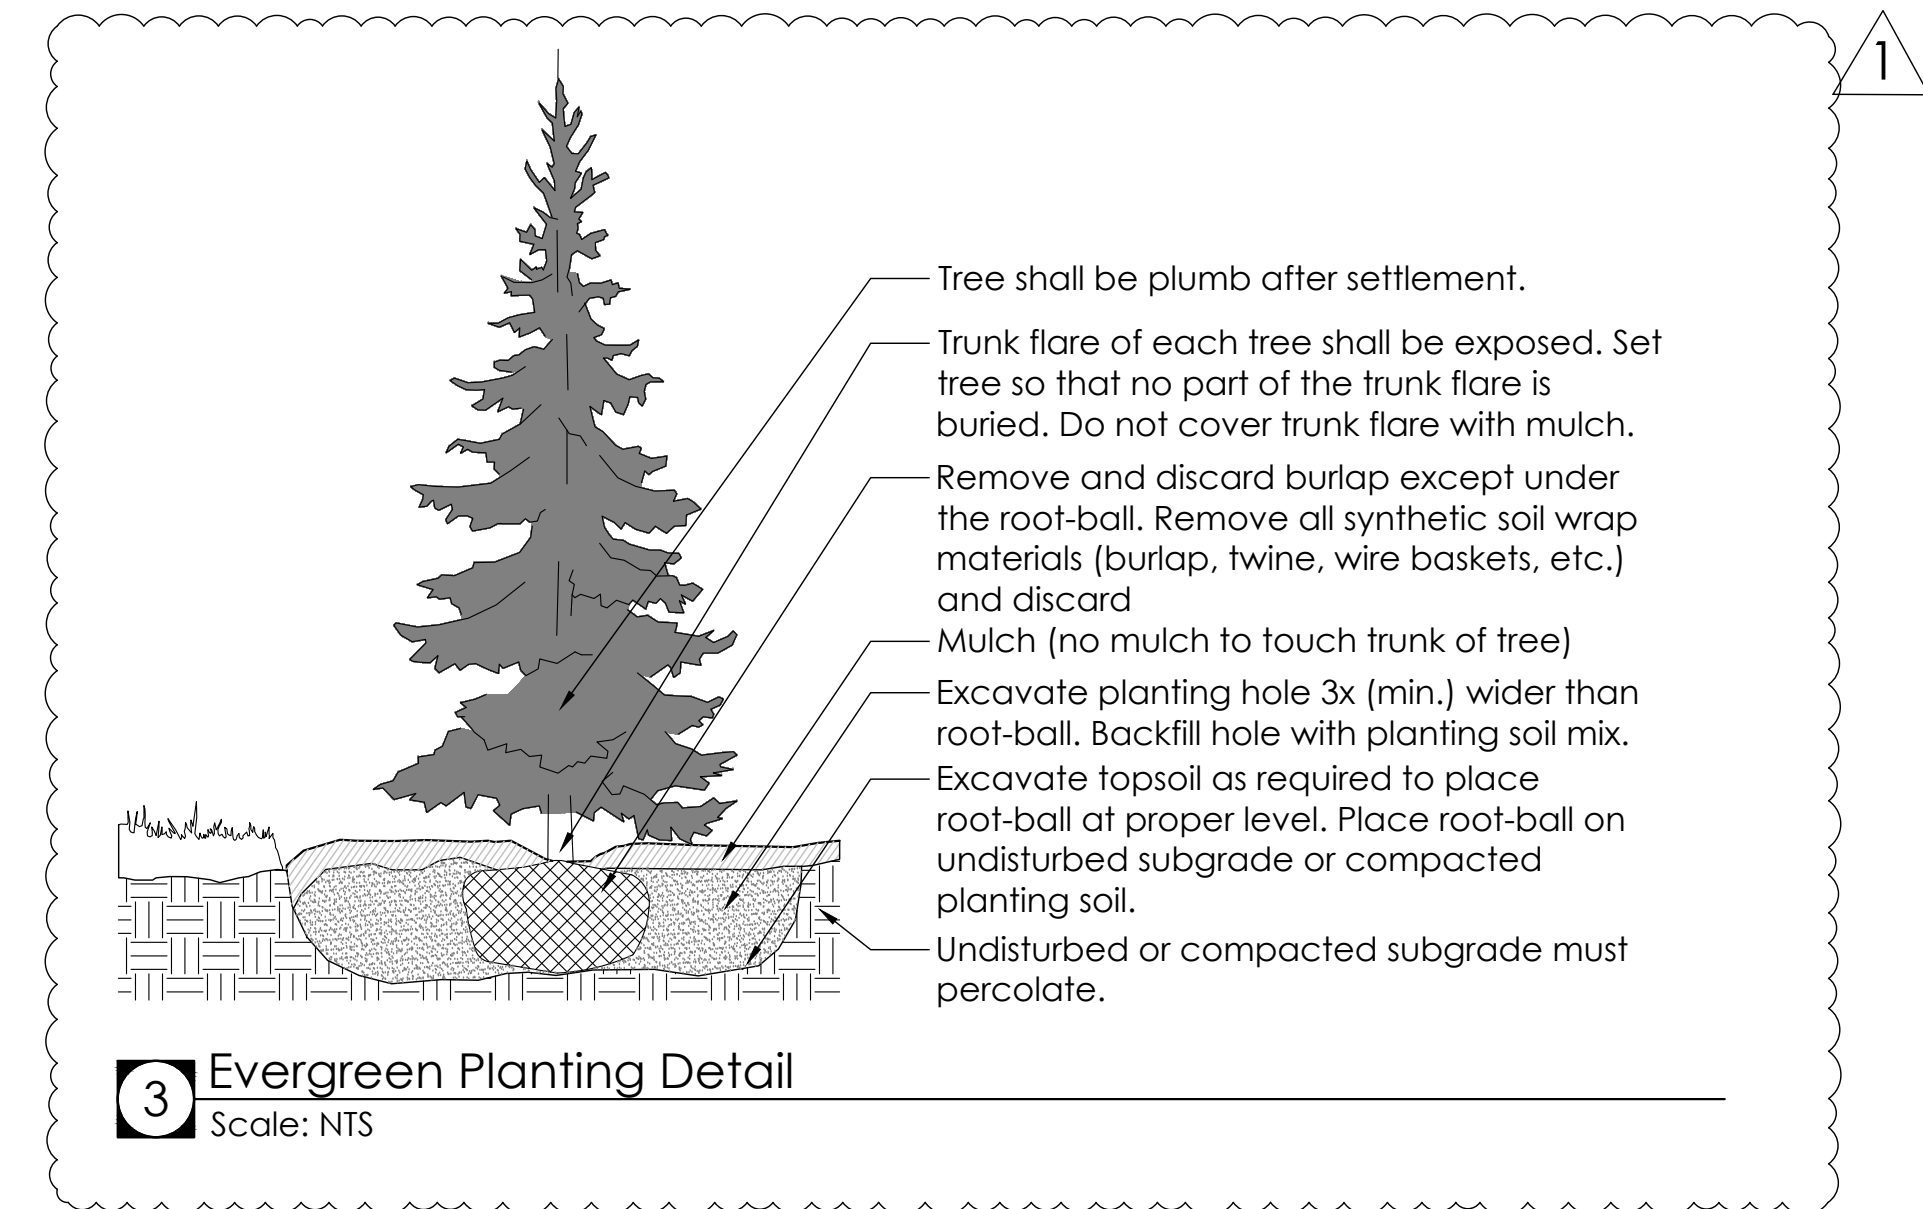 1
Tree shall be plumb after settlement.
Trunk flare of each tree shall be exposed. Set
tree so that no part of the trunk flare is
buried. Do not cover trunk flare with mulch.
Remove and discard burlap except under
the root-ball. Remove all synthetic soil wrap
materials (burlap, twine, wire baskets, etc.)
and discard
Mulch (no mulch to touch trunk of tree)
Excavate planting hole 3x (min.) wider than
root-ball. Backfill hole with planting soil mix.
Excavate topsoil as required to place
root-ball at proper level. Place root-ball on
undisturbed subgrade or compacted
planting soil.
Undisturbed or compacted subgrade must
percolate.
3
Evergreen Planting Detail
Scale: NTS